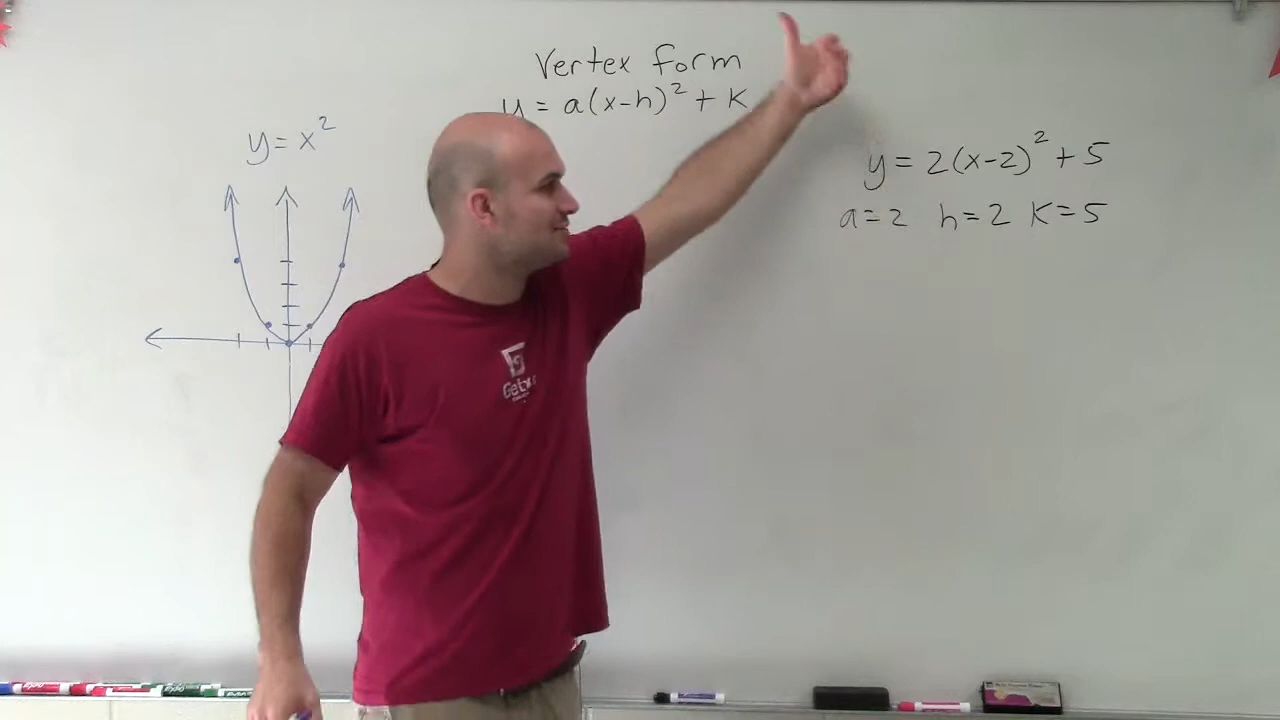 Vertex form
y = a(x-h)² + k
y = x²
y = 2(x-2)² + 5
a=2 h=2 k=5